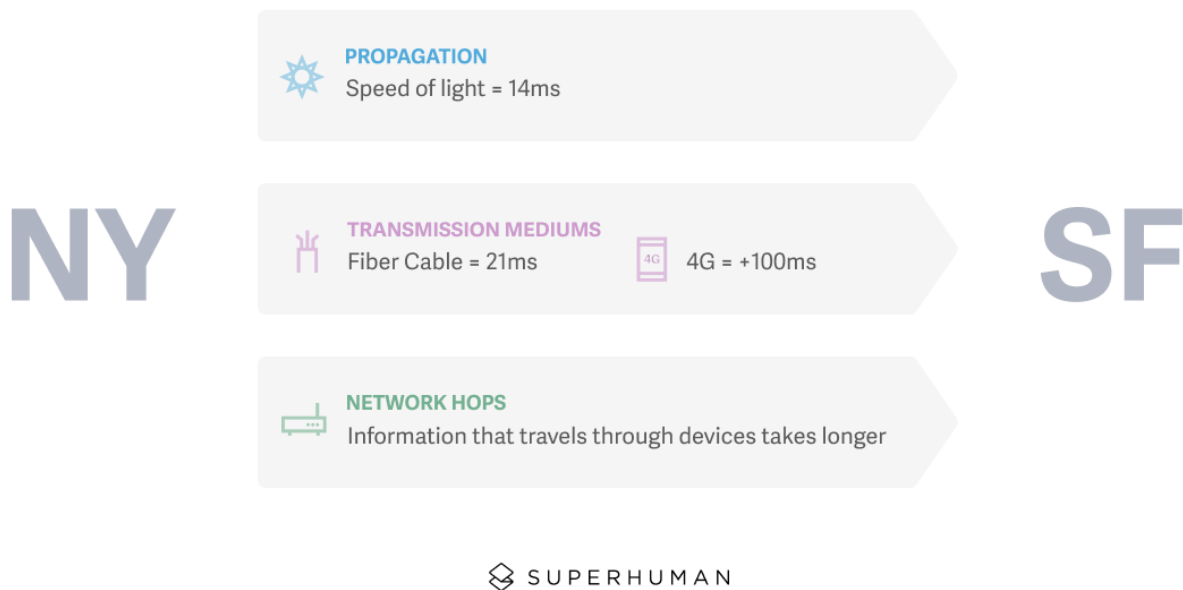 NY
PROPAGATION
Speed of light = 14ms
TRANSMISSION MEDIUMS
Fiber Cable = 21ms
4G
4G = +100ms
NETWORK HOPS
Information that travels through devices takes longer
SF
SUPERHUMAN